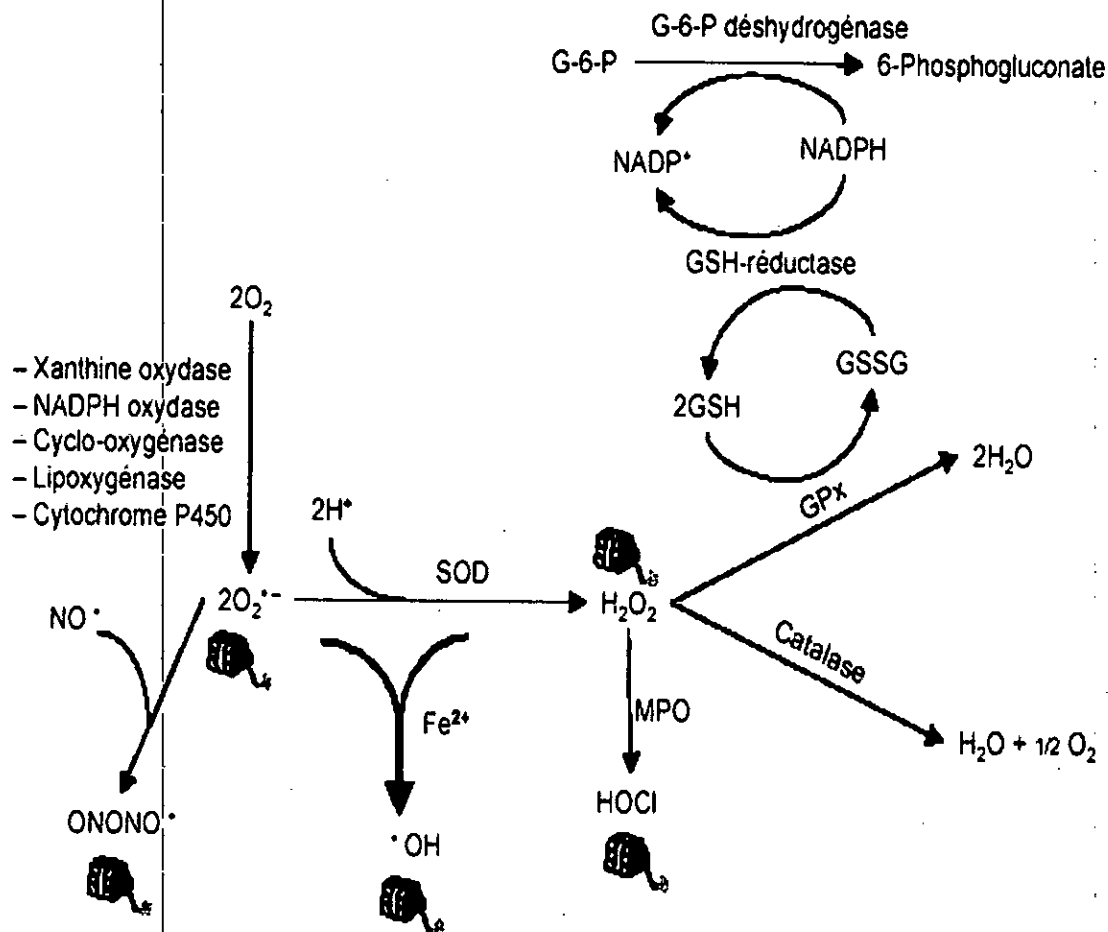 G-6-P déshydrogénase
G-6-P
6-Phosphogluconate
NADP⁺
NADPH
GSH-réductase
2O₂
GSSG
– Xanthine oxydase
– NADPH oxydase
– Cyclo-oxygénase
– Lipoxygénase
– Cytochrome P450
2GSH
2H₂O
GPx
2H⁺
SOD
NO•
2O₂•–
H₂O₂
Catalase
Fe²⁺
MPO
H₂O + 1/2 O₂
ONONO•
•OH
HOCl